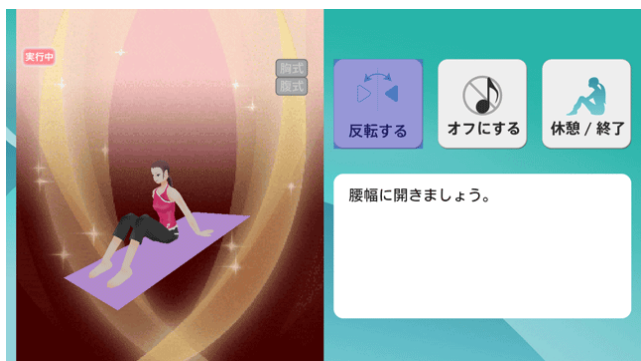 実行中
胸式
腹式
反転する
オフにする
休憩 / 終了
腰幅に開きましょう。